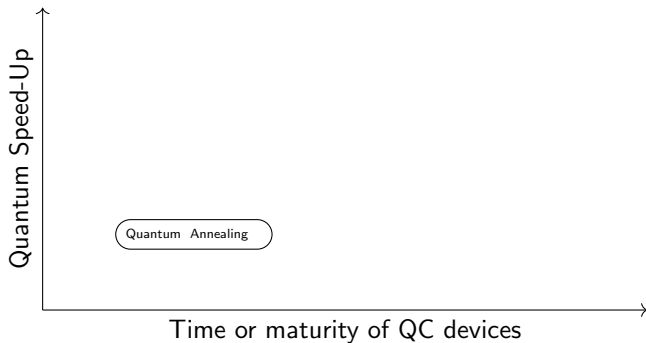 Quantum Speed-Up
Quantum Annealing
Time or maturity of QC devices